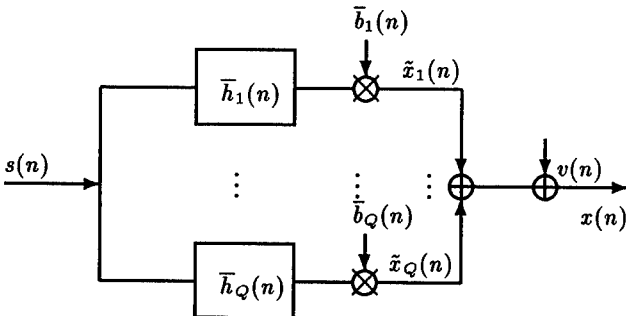 b̅₁(n)
h̅₁(n)
x̃₁(n)
s(n)
v(n)
b̅_Q(n)
x(n)
h̅_Q(n)
x̃_Q(n)